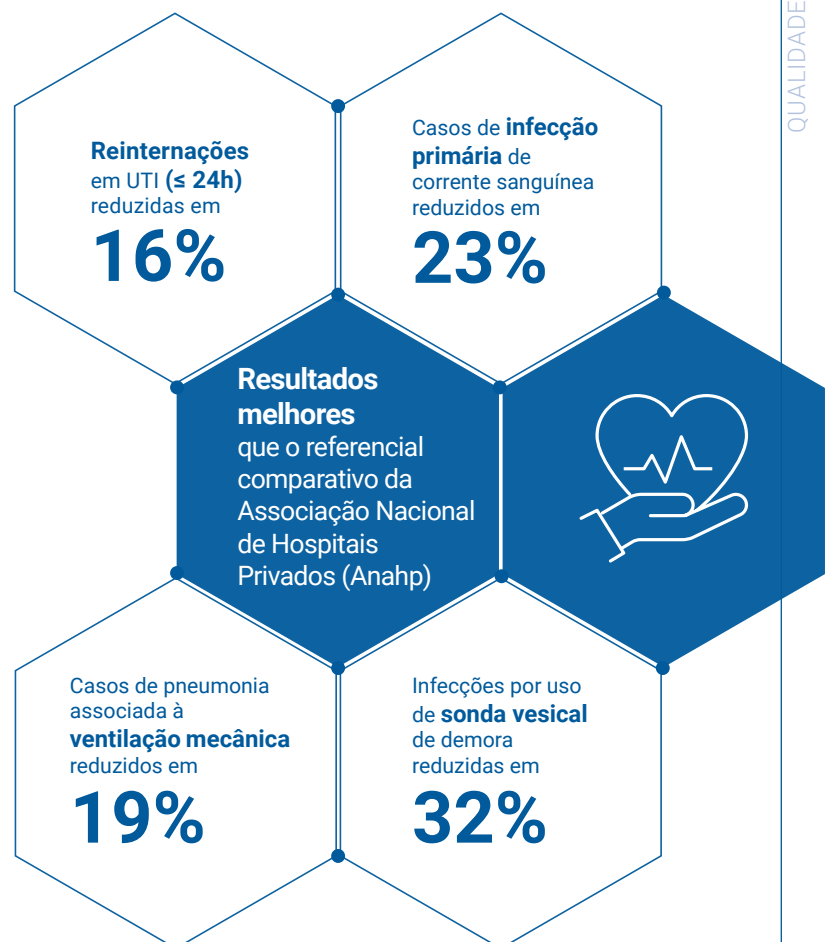 QUALIDADE
Reinternações
em UTI (≤ 24h)
reduzidas em
16%
Casos de infecção
primária de
corrente sanguínea
reduzidos em
23%
Resultados
melhores
que o referencial
comparativo da
Associação Nacional
de Hospitais
Privados (Anahp)
Casos de pneumonia
associada à
ventilação mecânica
reduzidos em
19%
Infecções por uso
de sonda vesical
de demora
reduzidas em
32%